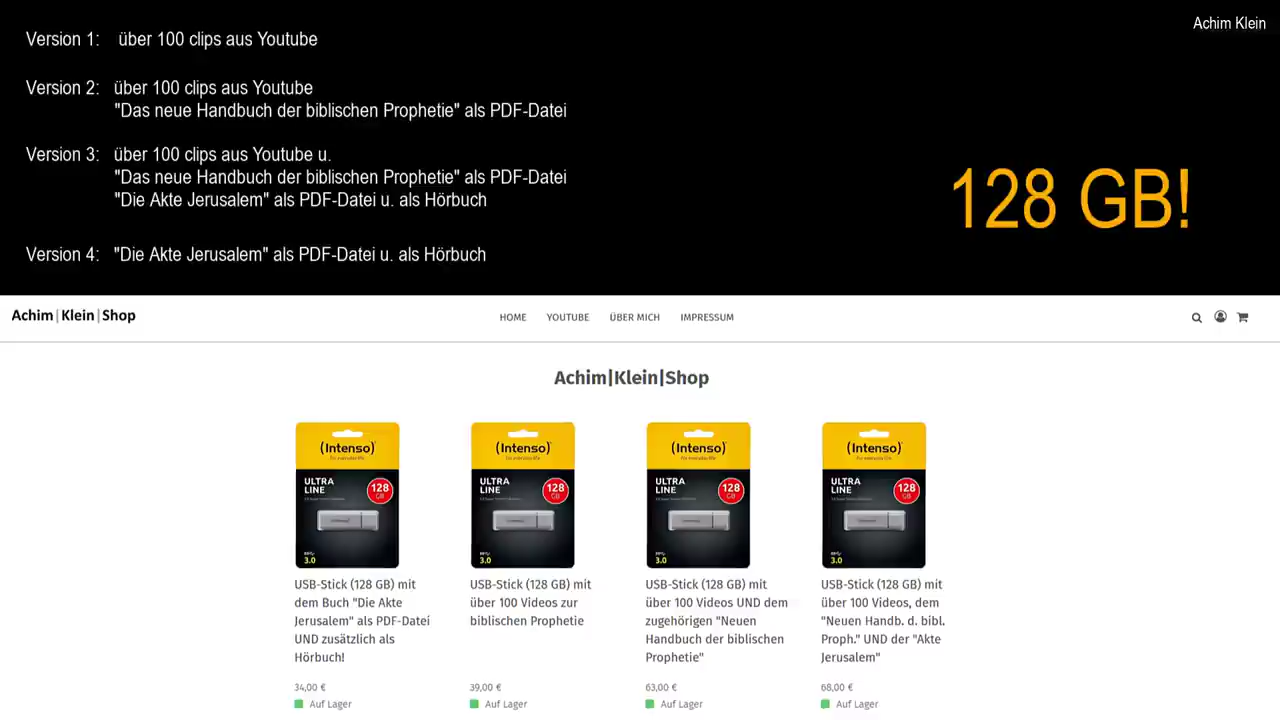 Achim Klein
Version 1: über 100 clips aus Youtube
Version 2: über 100 clips aus Youtube
"Das neue Handbuch der biblischen Prophetie" als PDF-Datei
Version 3: über 100 clips aus Youtube u.
"Das neue Handbuch der biblischen Prophetie" als PDF-Datei
"Die Akte Jerusalem" als PDF-Datei u. als Hörbuch
Version 4: "Die Akte Jerusalem" als PDF-Datei u. als Hörbuch
128 GB!
Achim|Klein|Shop
HOME YOUTUBE ÜBER MICH IMPRESSUM
Achim|Klein|Shop
(Intenso)
ULTRA
LINE
128
GB
3.0
USB-Stick (128 GB) mit
dem Buch "Die Akte
Jerusalem" als PDF-Datei
UND zusätzlich als
Hörbuch!
34,00 €
Auf Lager
(Intenso)
ULTRA
LINE
128
GB
3.0
USB-Stick (128 GB) mit
über 100 Videos zur
biblischen Prophetie
39,00 €
Auf Lager
(Intenso)
ULTRA
LINE
128
GB
3.0
USB-Stick (128 GB) mit
über 100 Videos UND dem
zugehörigen "Neuen
Handbuch der biblischen
Prophetie"
63,00 €
Auf Lager
(Intenso)
ULTRA
LINE
128
GB
3.0
USB-Stick (128 GB) mit
über 100 Videos, dem
"Neuen Handb. d. bibl.
Proph." UND der "Akte
Jerusalem"
68,00 €
Auf Lager